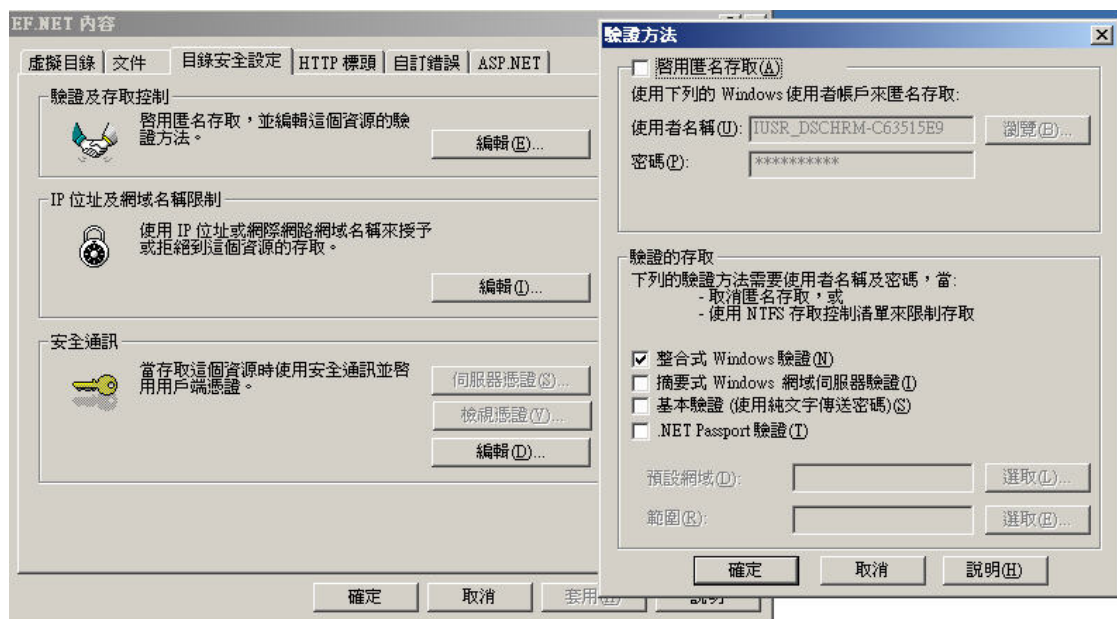 EF.NET 內容
虛擬目錄 文件 目錄安全設定 HTTP 標頭 自訂錯誤 ASP.NET
驗證及存取控制
啓用匿名存取，並編輯這個資源的驗
證方法。
編輯(E)...
IP 位址及網域名稱限制
使用 IP 位址或網際網路網域名稱來授予
或拒絕對這個資源的存取。
編輯(I)...
安全通訊
當存取這個資源時使用安全通訊並啓
用用戶端憑證。
伺服器憑證(S)...
檢視憑證(V)...
編輯(D)...
確定 取消 套用
驗證方法
啓用匿名存取(A)
使用下列的 Windows 使用者帳戶來匿名存取:
使用者名稱(U): IUSR_DSCHRM-C63515E9 瀏覽(B)...
密碼(P): **********
驗證的存取
下列的驗證方法需要使用者名稱及密碼，當:
- 取消匿名存取，或
- 使用 NTFS 存取控制清單來限制存取
整合式 Windows 驗證(N)
摘要式 Windows 網域伺服器驗證(I)
基本驗證 (使用純文字傳送密碼)(S)
.NET Passport 驗證(T)
預設網域(D): 選取(L)...
範圍(R): 選取(E)...
確定 取消 說明(H)